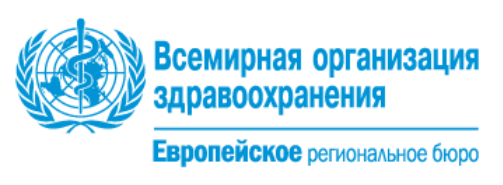 Всемирная организация
здравоохранения
Европейское региональное бюро